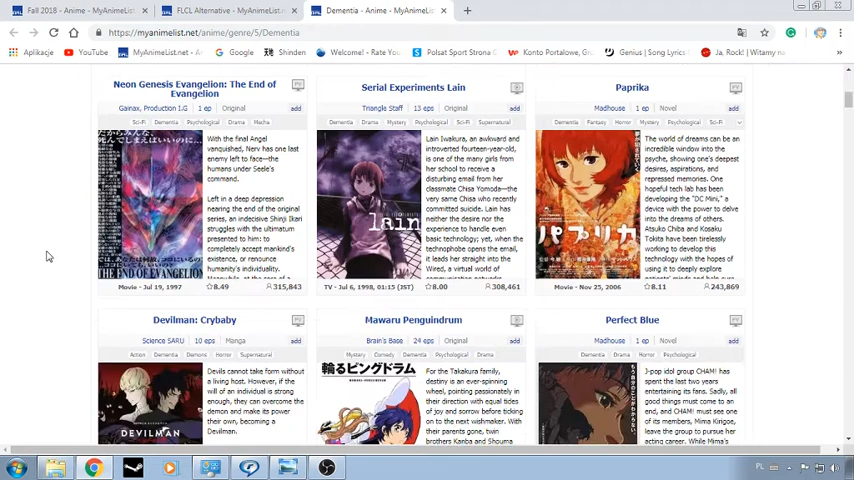 Fall 2018 - Anime - MyAnimeList
FLCL Alternative - MyAnimeList
Dementia - Anime - MyAnimeList
https://myanimelist.net/anime/genre/5/Dementia
Aplikacje
YouTube
MyAnimeList.net -
Google
Shinden
Welcome! - Rate You
Polsat Sport Online
Konto Portalowe, Gr
Genius | Song Lyrics
Ja, Rock! | Witamy na
Neon Genesis Evangelion: The End of
Evangelion
Gainax, Production I.G 1 ep Original add
Sci-Fi Dementia Psychological Drama Mecha
With the final Angel
vanquished, Nerv has one last
enemy left to face—the
humans under Seele's
command.
Left in a deep depression
nearing the end of the original
series, an indecisive Shinji Ikari
struggles with the ultimatum
presented to him: to
completely accept mankind's
existence, or renounce
humanity's individuality.
THE END OF EVANGELION
Movie - Jul 19, 1997 8.49 315,843
Serial Experiments Lain
Triangle Staff 13 eps Original add
Dementia Drama Mystery Psychological Sci-Fi Supernatural
lain
Lain Iwakura, an awkward and
introverted fourteen-year-old,
is one of the many girls from
her school to receive a
disturbing email from her
classmate Chisa Yomoda—the
very same Chisa who recently
committed suicide. Lain has
neither the desire nor the
experience to handle even
basic technology; yet, when the
technophobe opens the email,
it leads her straight into the
Wired, a virtual world of
TV - Jul 6, 1998, 01:15 (JST) 8.00 308,461
Paprika
Madhouse 1 ep Novel add
Dementia Fantasy Horror Mystery Psychological Sci-Fi
パプリカ
The world of dreams can be an
incredible window into the
psyche, showing one's deepest
desires, aspirations, and
repressed memories. One
hopeful tech lab has been
developing the "DC Mini," a
device with the power to delve
into the dreams of others.
Atsuko Chiba and Kosaku
Tokita have been tirelessly
working to develop this
technology with the hopes of
using it to deeply explore
Movie - Nov 25, 2006 8.11 243,869
Devilman: Crybaby
Science SARU 10 eps Manga add
Action Dementia Demons Horror Supernatural
DEVILMAN
Devils cannot take form without
a living host. However, if the
will of an individual is strong
enough, they can overcome the
demon and make its power
their own, becoming a
Devilman.
Mawaru Penguindrum
Brain's Base 24 eps Original add
Mystery Comedy Dementia Psychological Drama
輪るピングドラム
For the Takakura family,
destiny is an ever-spinning
wheel, pointing passionately in
their direction with equal tides
of joy and sorrow before ticking
on to the next wishmaker. With
their parents gone, twin
brothers Kanba and Shouma
Perfect Blue
Madhouse 1 ep Novel add
Dementia Drama Horror Psychological
J-pop idol group CHAM! has
spent the last two years
entertaining its fans. Sadly, all
good things must come to an
end, and CHAM! must see one
of its members, Mima Kirigoe,
leave the group to pursue her
acting career. While Mima's
PL